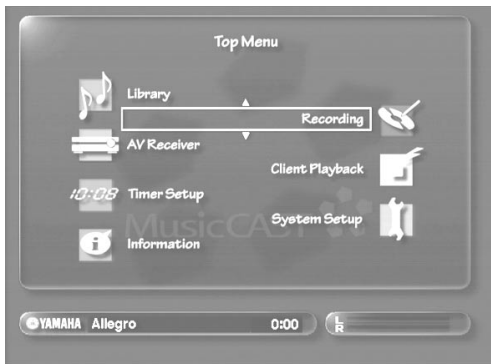 Top Menu
Library
Recording
AV Receiver
Client Playback
10:08 Timer Setup
System Setup
MusicCAST
i Information
YAMAHA Allegro 0:00 L
R